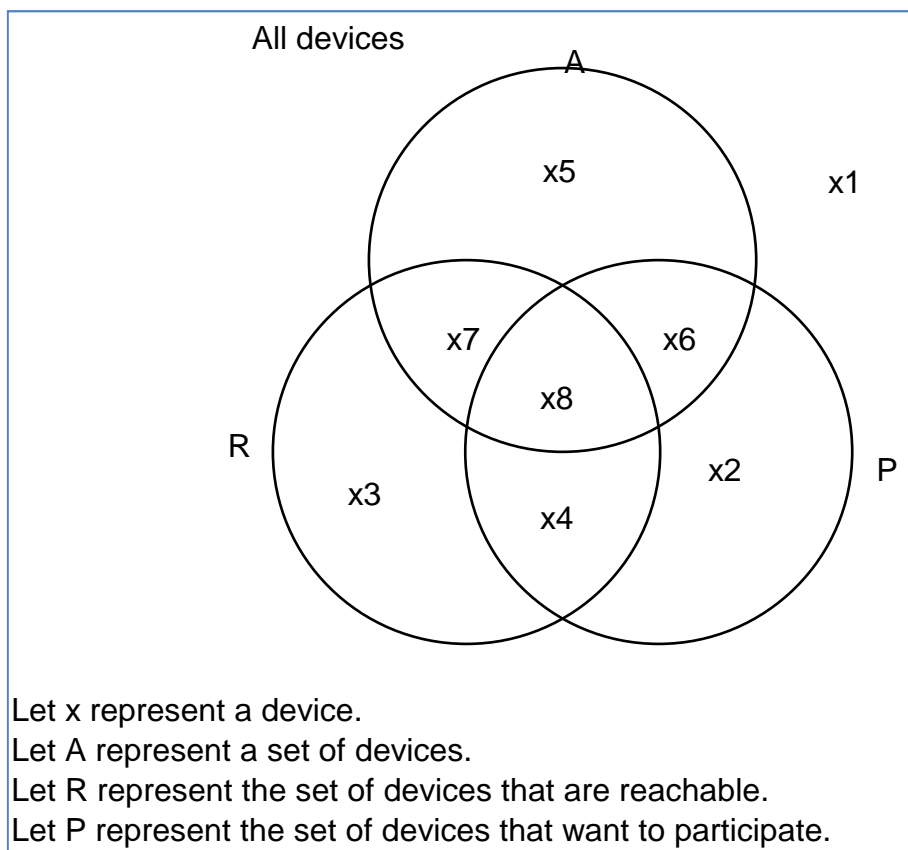 All devices
A
x5
x1
x7
x6
x8
R
x2
P
x3
x4
Let x represent a device.
Let A represent a set of devices.
Let R represent the set of devices that are reachable.
Let P represent the set of devices that want to participate.